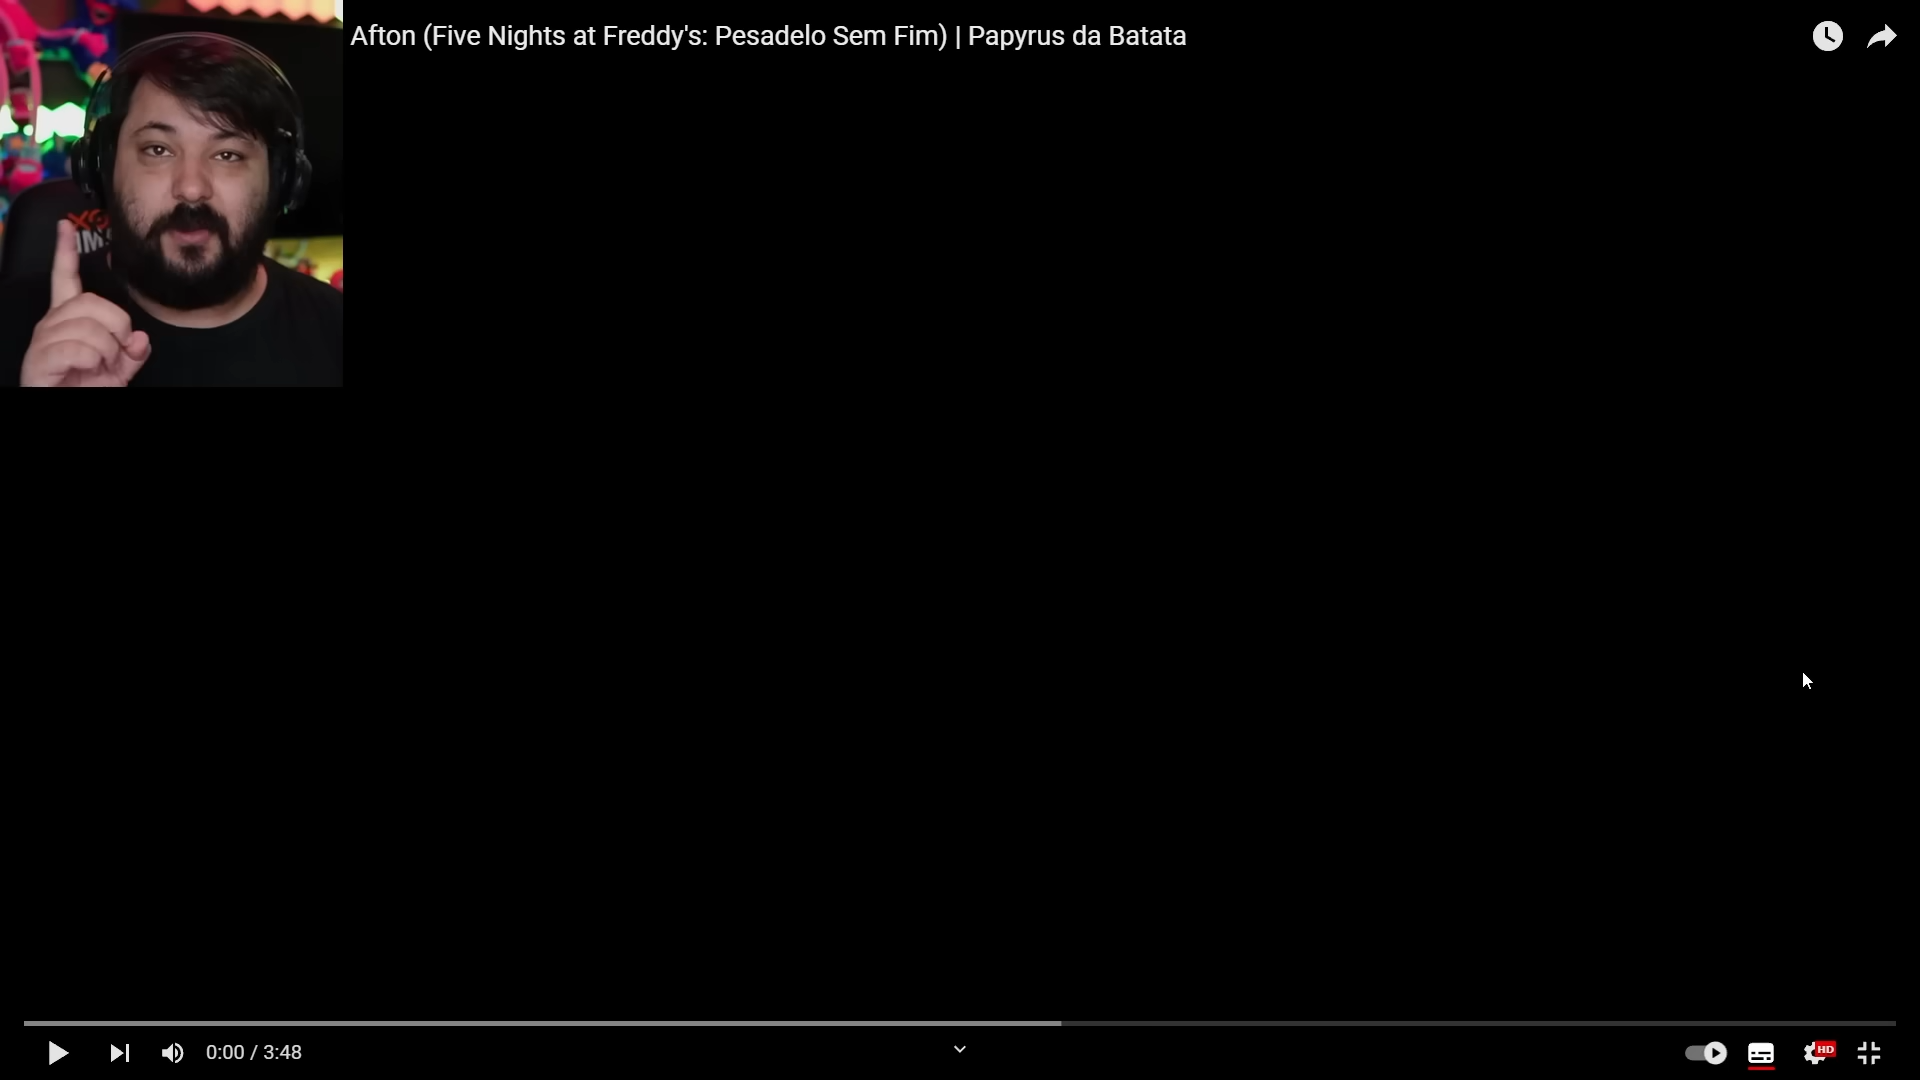 Afton (Five Nights at Freddy's: Pesadelo Sem Fim) | Papyrus da Batata
0:00 / 3:48
HD